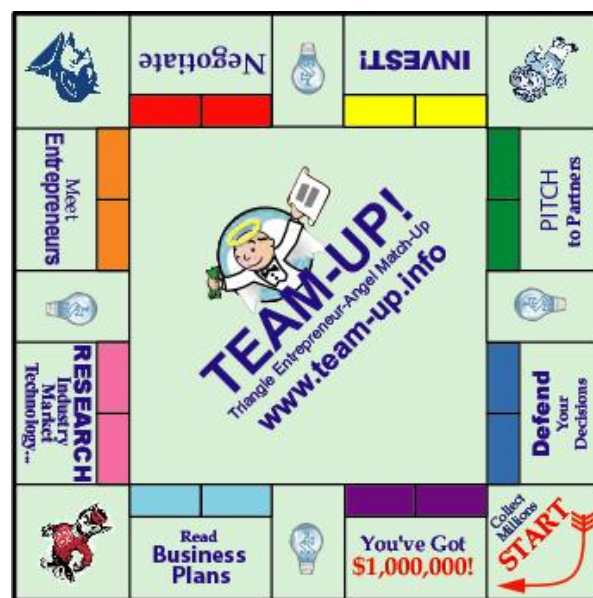 Negotiate
INVEST!
Meet
Entrepreneurs
PITCH
to Partners
TEAM-UP!
Triangle Entrepreneur-Angel Match-Up
www.team-up.info
RESEARCH
Industry
Market
Technology...
Defend
Your
Decisions
Read
Business
Plans
You've Got
$1,000,000!
Collect
Millions
START